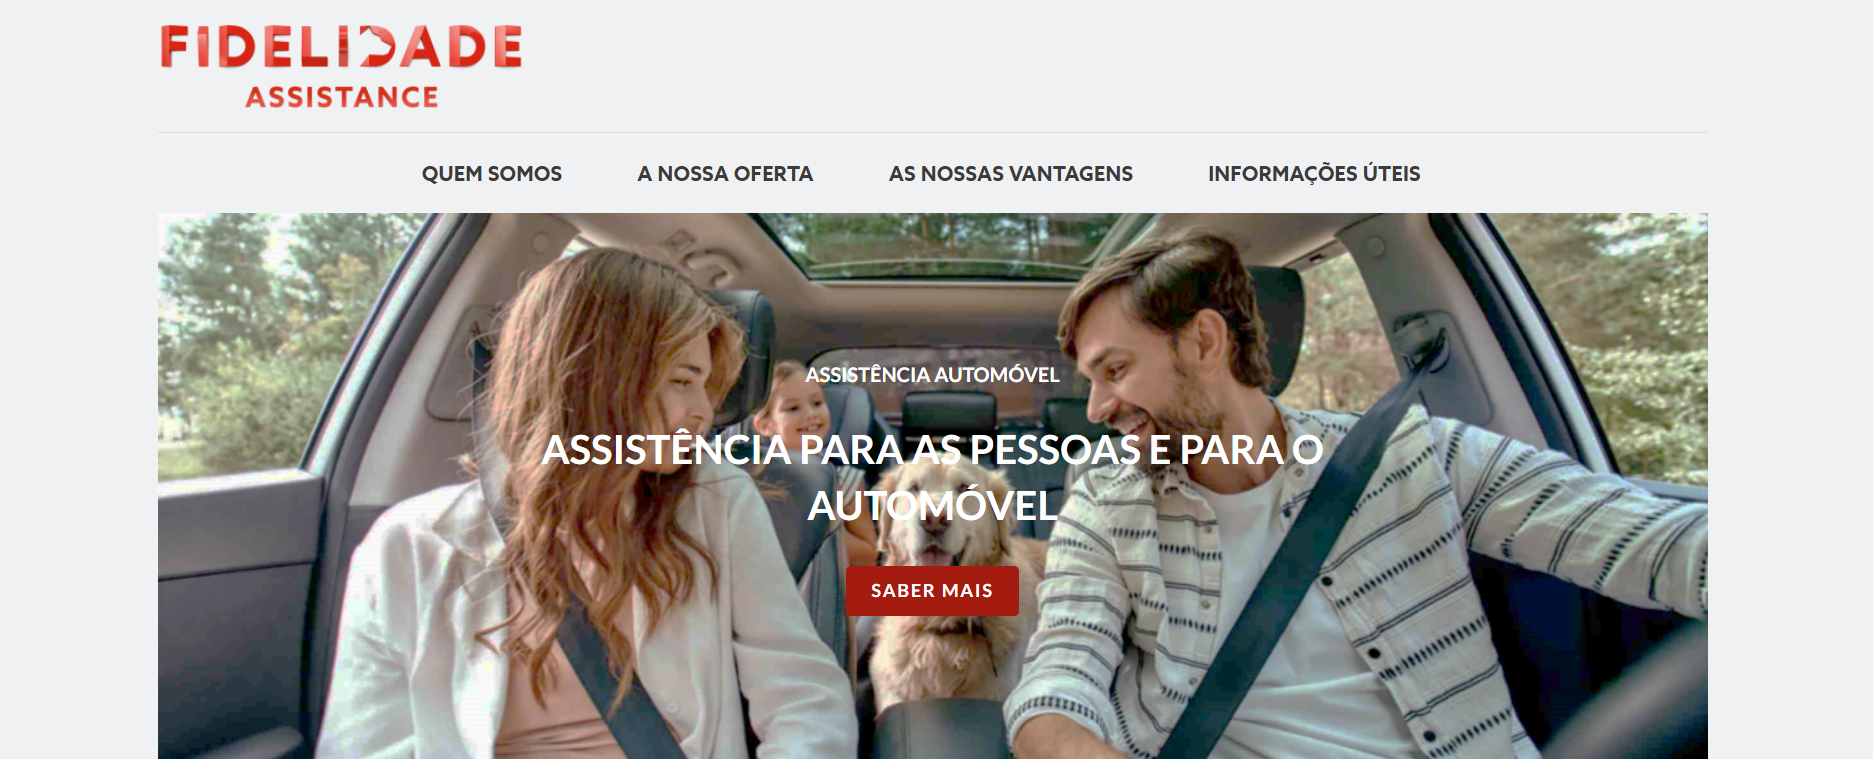 FIDELIDADE
ASSISTANCE
QUEM SOMOS
A NOSSA OFERTA
AS NOSSAS VANTAGENS
INFORMAÇÕES ÚTEIS
ASSISTÊNCIA AUTOMÓVEL
ASSISTÊNCIA PARA AS PESSOAS E PARA O
AUTOMÓVEL
SABER MAIS